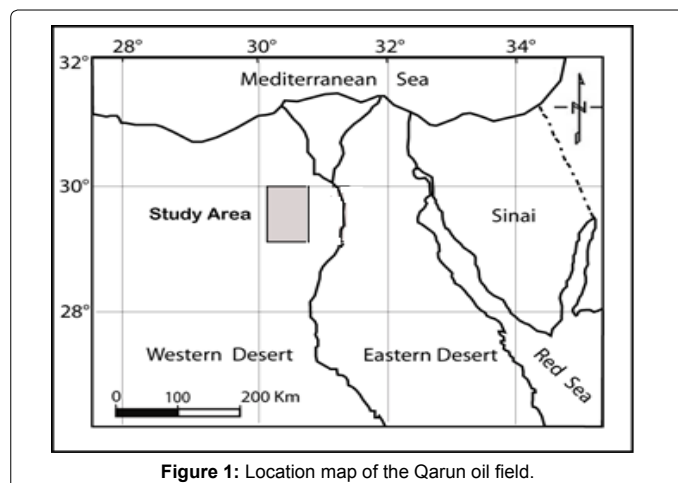 28° 30° 32° 34°
32°
Mediterranean Sea
N
30°
Study Area
Sinai
28°
Western Desert
Eastern Desert
Red Sea
0 100 200 Km
Figure 1: Location map of the Qarun oil field.